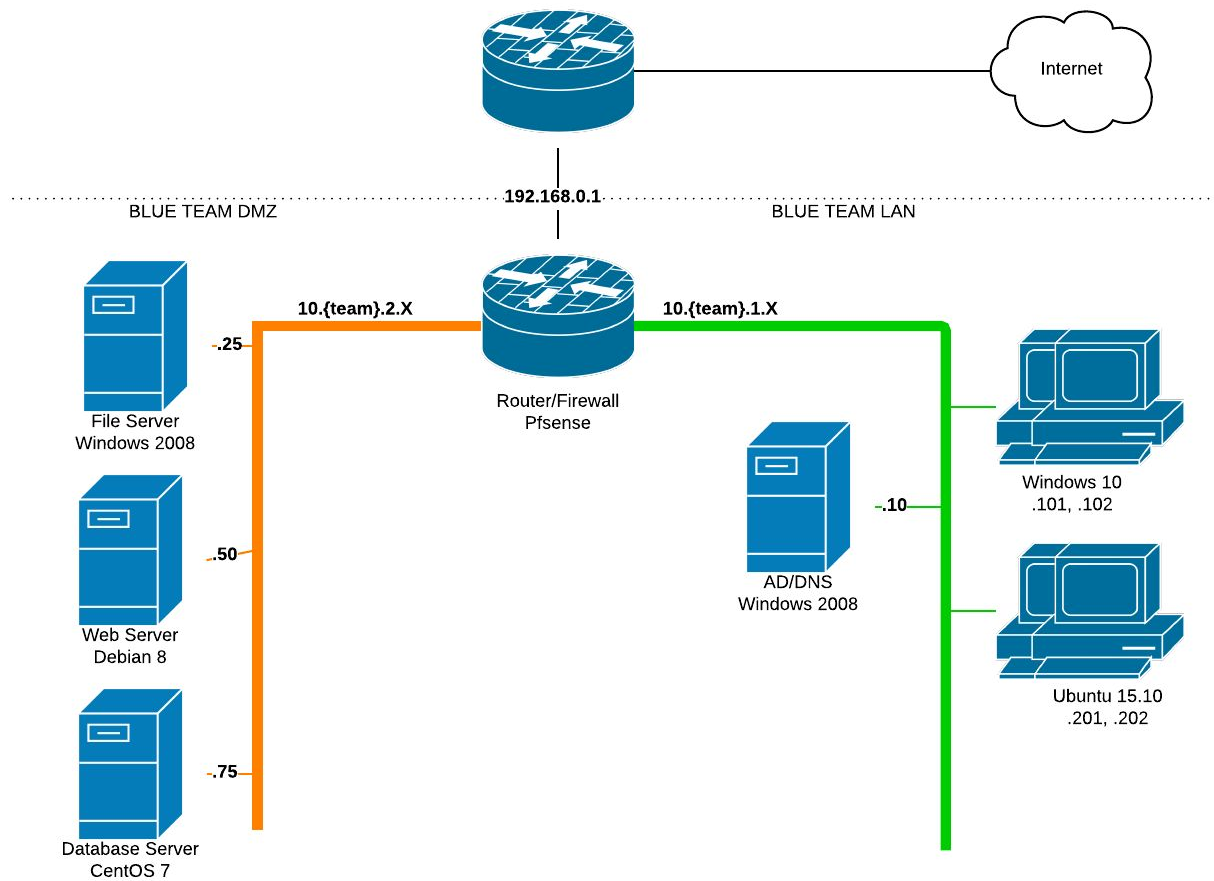 Internet
192.168.0.1
BLUE TEAM DMZ
BLUE TEAM LAN
10.{team}.2.X
10.{team}.1.X
.25
Router/Firewall
Pfsense
File Server
Windows 2008
.50
Web Server
Debian 8
.75
Database Server
CentOS 7
.10
AD/DNS
Windows 2008
Windows 10
.101, .102
Ubuntu 15.10
.201, .202